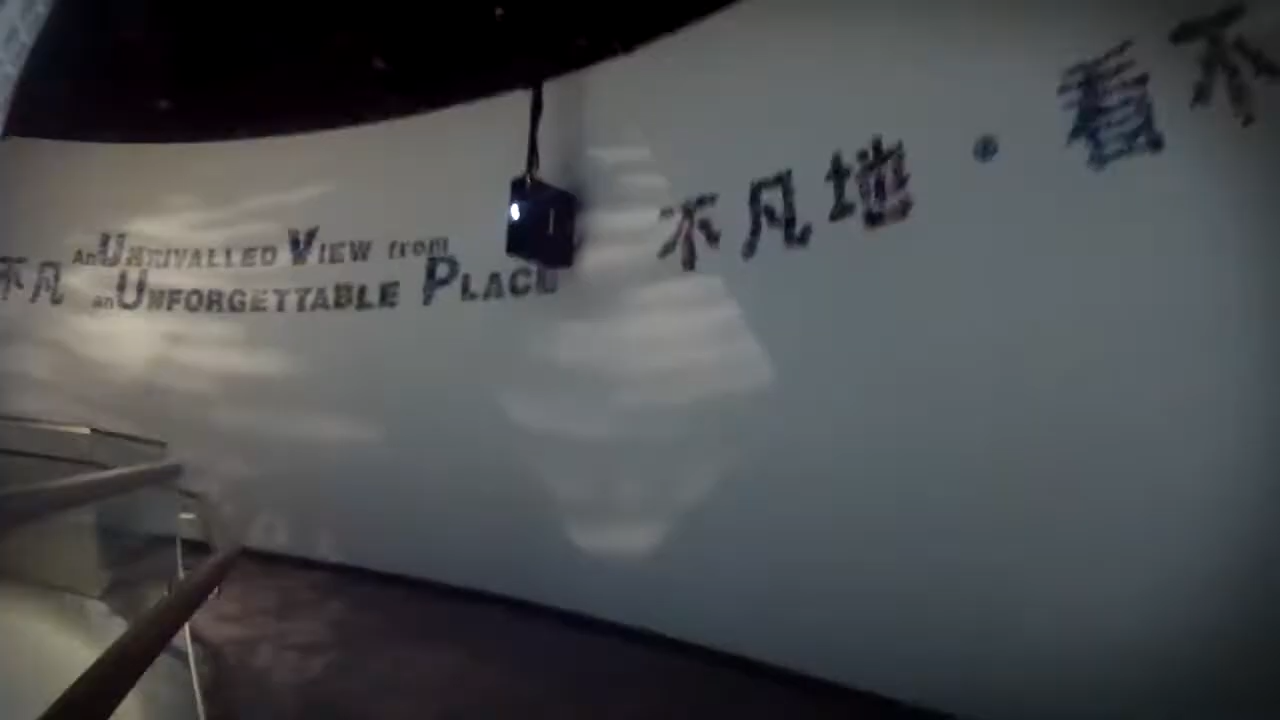 不凡
An UNRIVALLED VIEW from
an UNFORGETTABLE PLACE
不凡地·看不